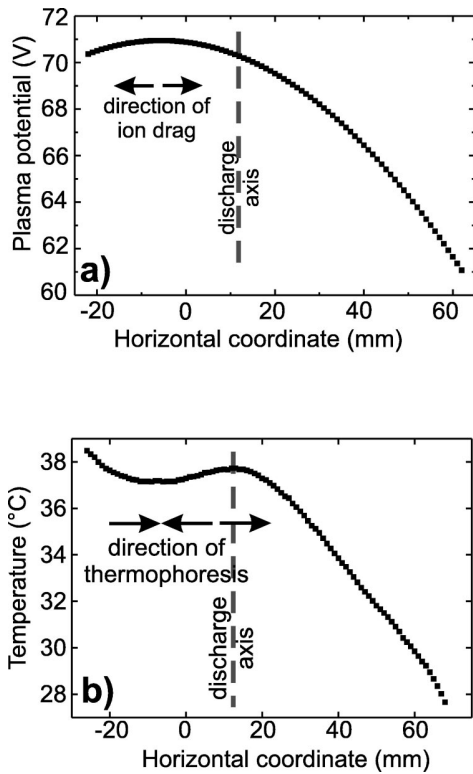 72
70
68
66
64
62
60
Plasma potential (V)
direction of
ion drag
discharge
axis
a)
-20 0 20 40 60
Horizontal coordinate (mm)
38
36
34
32
30
28
Temperature (°C)
direction of
thermophoresis
discharge
axis
b)
-20 0 20 40 60
Horizontal coordinate (mm)